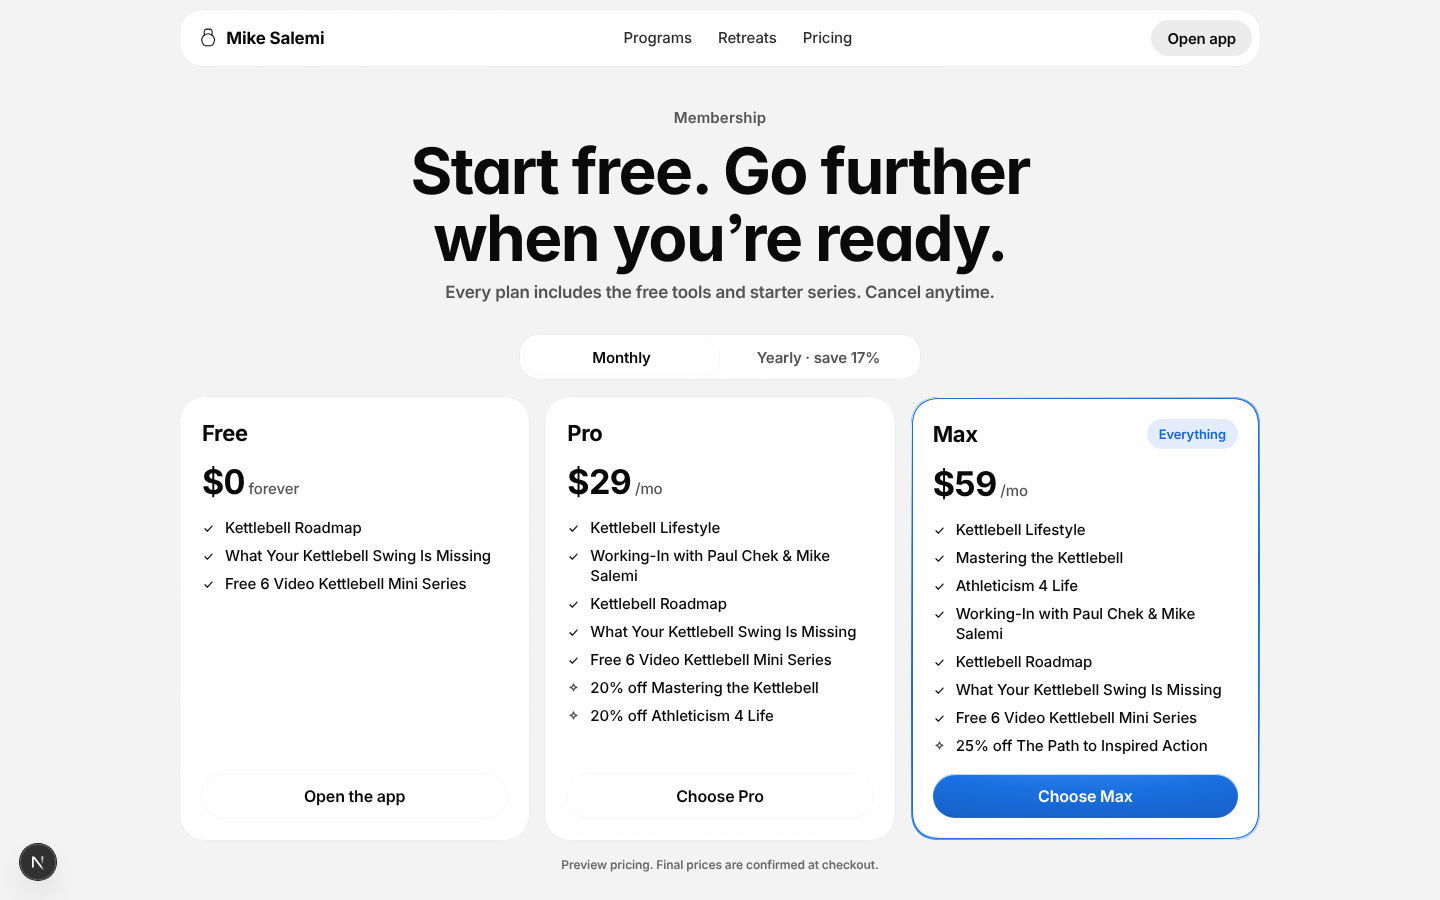 Mike Salemi
Programs
Retreats
Pricing
Open app
Membership
Start free. Go further
when you’re ready.
Every plan includes the free tools and starter series. Cancel anytime.
Monthly
Yearly · save 17%
Free
$0 forever
✓ Kettlebell Roadmap
✓ What Your Kettlebell Swing Is Missing
✓ Free 6 Video Kettlebell Mini Series
Open the app
Pro
$29 /mo
✓ Kettlebell Lifestyle
✓ Working-In with Paul Chek & Mike
Salemi
✓ Kettlebell Roadmap
✓ What Your Kettlebell Swing Is Missing
✓ Free 6 Video Kettlebell Mini Series
✧ 20% off Mastering the Kettlebell
✧ 20% off Athleticism 4 Life
Choose Pro
Max
Everything
$59 /mo
✓ Kettlebell Lifestyle
✓ Mastering the Kettlebell
✓ Athleticism 4 Life
✓ Working-In with Paul Chek & Mike
Salemi
✓ Kettlebell Roadmap
✓ What Your Kettlebell Swing Is Missing
✓ Free 6 Video Kettlebell Mini Series
✧ 25% off The Path to Inspired Action
Choose Max
Preview pricing. Final prices are confirmed at checkout.
N